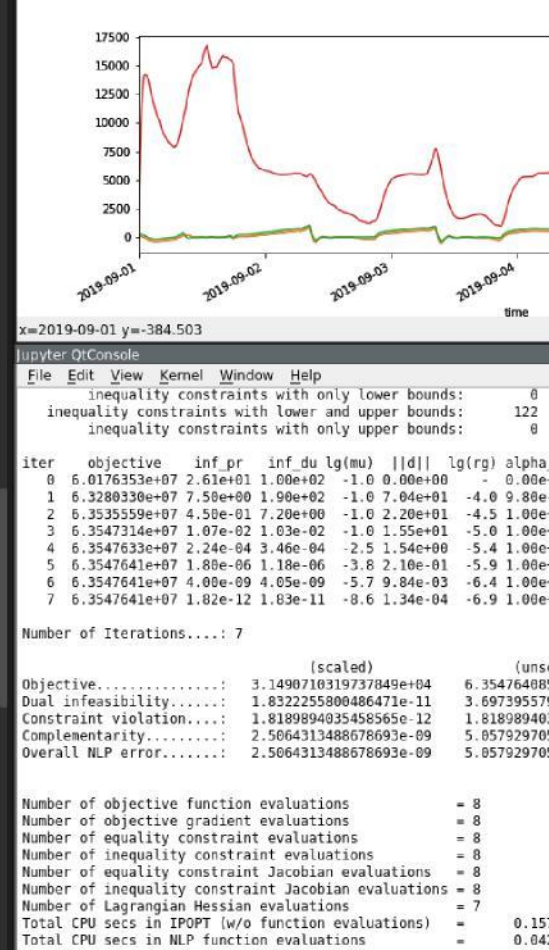 17500
15000
12500
10000
7500
5000
2500
0
2019-09-01
2019-09-02
2019-09-03
2019-09-04
time
x=2019-09-01 y=-384.503
Jupyter QtConsole
File Edit View Kernel Window Help
inequality constraints with only lower bounds: 0
inequality constraints with lower and upper bounds: 122
inequality constraints with only upper bounds: 0
iter objective inf_pr inf_du lg(mu) ||d|| lg(rg) alpha_
0 6.0176353e+07 2.61e+01 1.00e+02 -1.0 0.00e+00 - 0.00e+
1 6.3280330e+07 7.50e+00 1.90e+02 -1.0 7.04e+01 -4.0 9.80e-
2 6.3535559e+07 4.50e-01 7.20e+00 -1.0 2.20e+01 -4.5 1.00e+
3 6.3547314e+07 1.07e-02 1.03e-02 -1.0 1.55e+01 -5.0 1.00e+
4 6.3547633e+07 2.24e-04 3.46e-04 -2.5 1.54e+00 -5.4 1.00e+
5 6.3547641e+07 1.80e-06 1.18e-06 -3.8 2.10e-01 -5.9 1.00e+
6 6.3547641e+07 4.00e-09 4.05e-09 -5.7 9.84e-03 -6.4 1.00e+
7 6.3547641e+07 1.82e-12 1.83e-11 -8.6 1.34e-04 -6.9 1.00e+
Number of Iterations....: 7
(scaled) (uns
Objective...............: 3.1490710319737849e+04 6.354764085
Dual infeasibility......: 1.8322255800486471e-11 3.697395579
Constraint violation....: 1.8189894035458565e-12 1.818989403
Complementarity.........: 2.5064313488678693e-09 5.057929705
Overall NLP error.......: 2.5064313488678693e-09 5.057929705
Number of objective function evaluations = 8
Number of objective gradient evaluations = 8
Number of equality constraint evaluations = 8
Number of inequality constraint evaluations = 8
Number of equality constraint Jacobian evaluations = 8
Number of inequality constraint Jacobian evaluations = 8
Number of Lagrangian Hessian evaluations = 7
Total CPU secs in IPOPT (w/o function evaluations) = 0.157
Total CPU secs in NLP function evaluations = 0.04